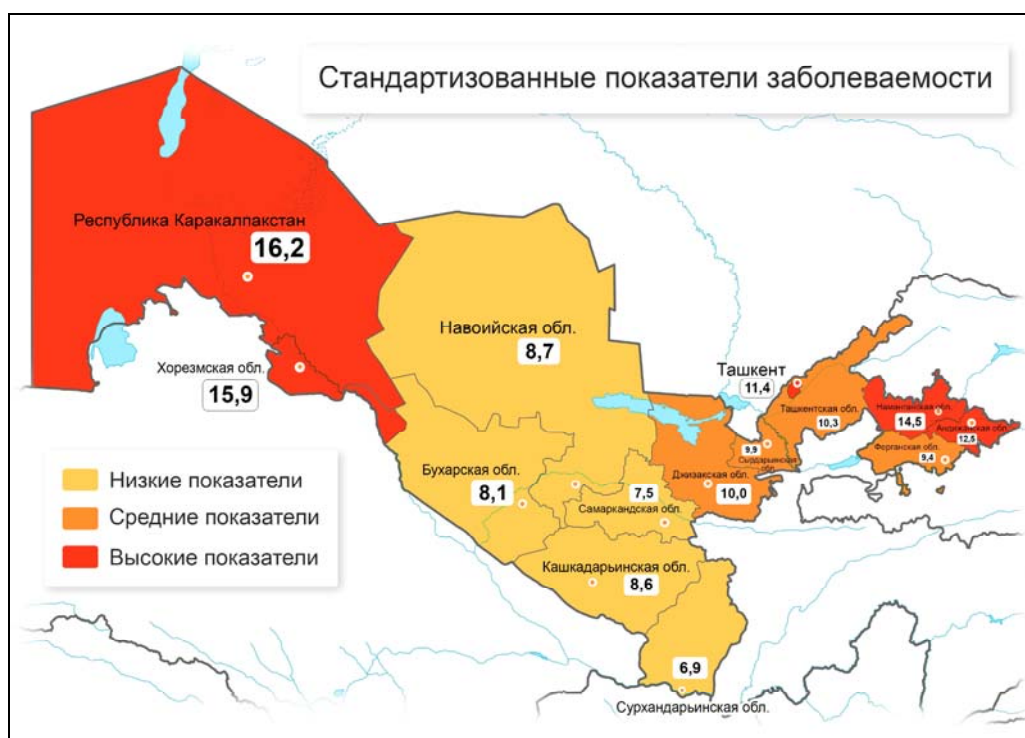 Стандартизованные показатели заболеваемости
Республика Каракалпакстан
16,2
Хорезмская обл.
15,9
Навоийская обл.
8,7
Ташкент
11,4
Ташкентская обл.
10,3
Наманганская обл.
14,5
Андижанская обл.
12,5
Ферганская обл.
9,4
9,9
Сырдарьинская
обл.
Джизакская обл.
10,0
Бухарская обл.
8,1
7,5
Самаркандская обл.
Кашкадарьинская обл.
8,6
6,9
Сурхандарьинская обл.
Низкие показатели
Средние показатели
Высокие показатели